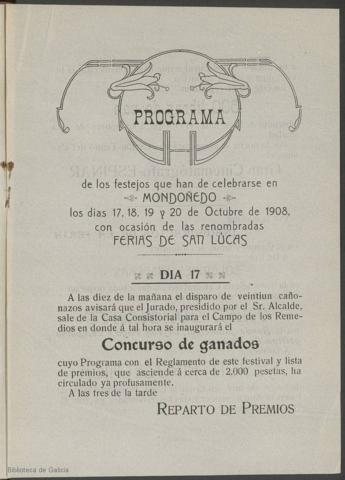 PROGRAMA
de los festejos que han de celebrarse en
MONDOÑEDO
los dias 17, 18, 19 y 20 de Octubre de 1908,
con ocasión de las renombradas
FERIAS DE SAN LÚCAS
DIA 17
A las diez de la mañana el disparo de veintiun caño-
nazos avisará que el Jurado, presidido por el Sr. Alcalde,
sale de la Casa Consistorial para el Campo de los Reme-
dios en donde á tal hora se inaugurará el
Concurso de ganados
cuyo Programa con el Reglamento de este festival y lista
de premios, que asciende á cerca de 2.000 pesetas, ha
circulado ya profusamente.
A las tres de la tarde
REPARTO DE PREMIOS
Biblioteca de Galicia